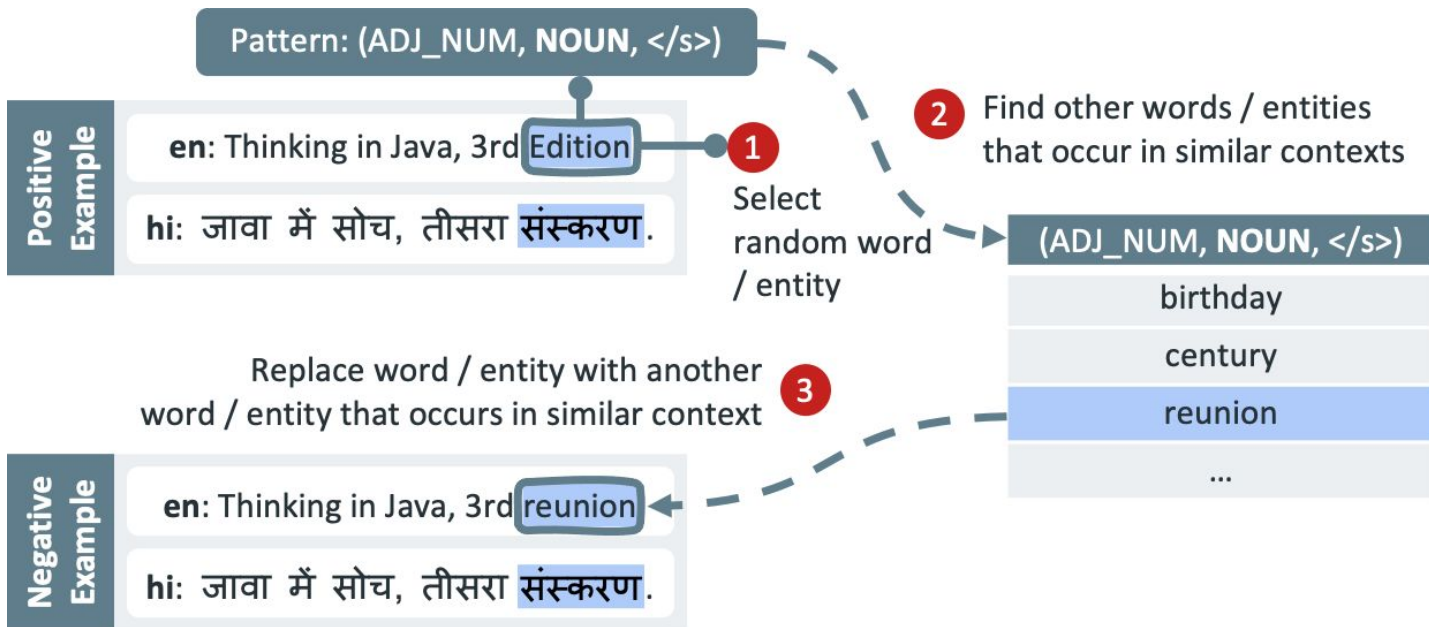 Pattern: (ADJ_NUM, NOUN, </s>)
Positive
Example
en: Thinking in Java, 3rd Edition
hi: जावा में सोच, तीसरा संस्करण.
1
Select
random word
/ entity
2
Find other words / entities
that occur in similar contexts
(ADJ_NUM, NOUN, </s>)
birthday
century
reunion
...
3
Replace word / entity with another
word / entity that occurs in similar context
Negative
Example
en: Thinking in Java, 3rd reunion
hi: जावा में सोच, तीसरा संस्करण.